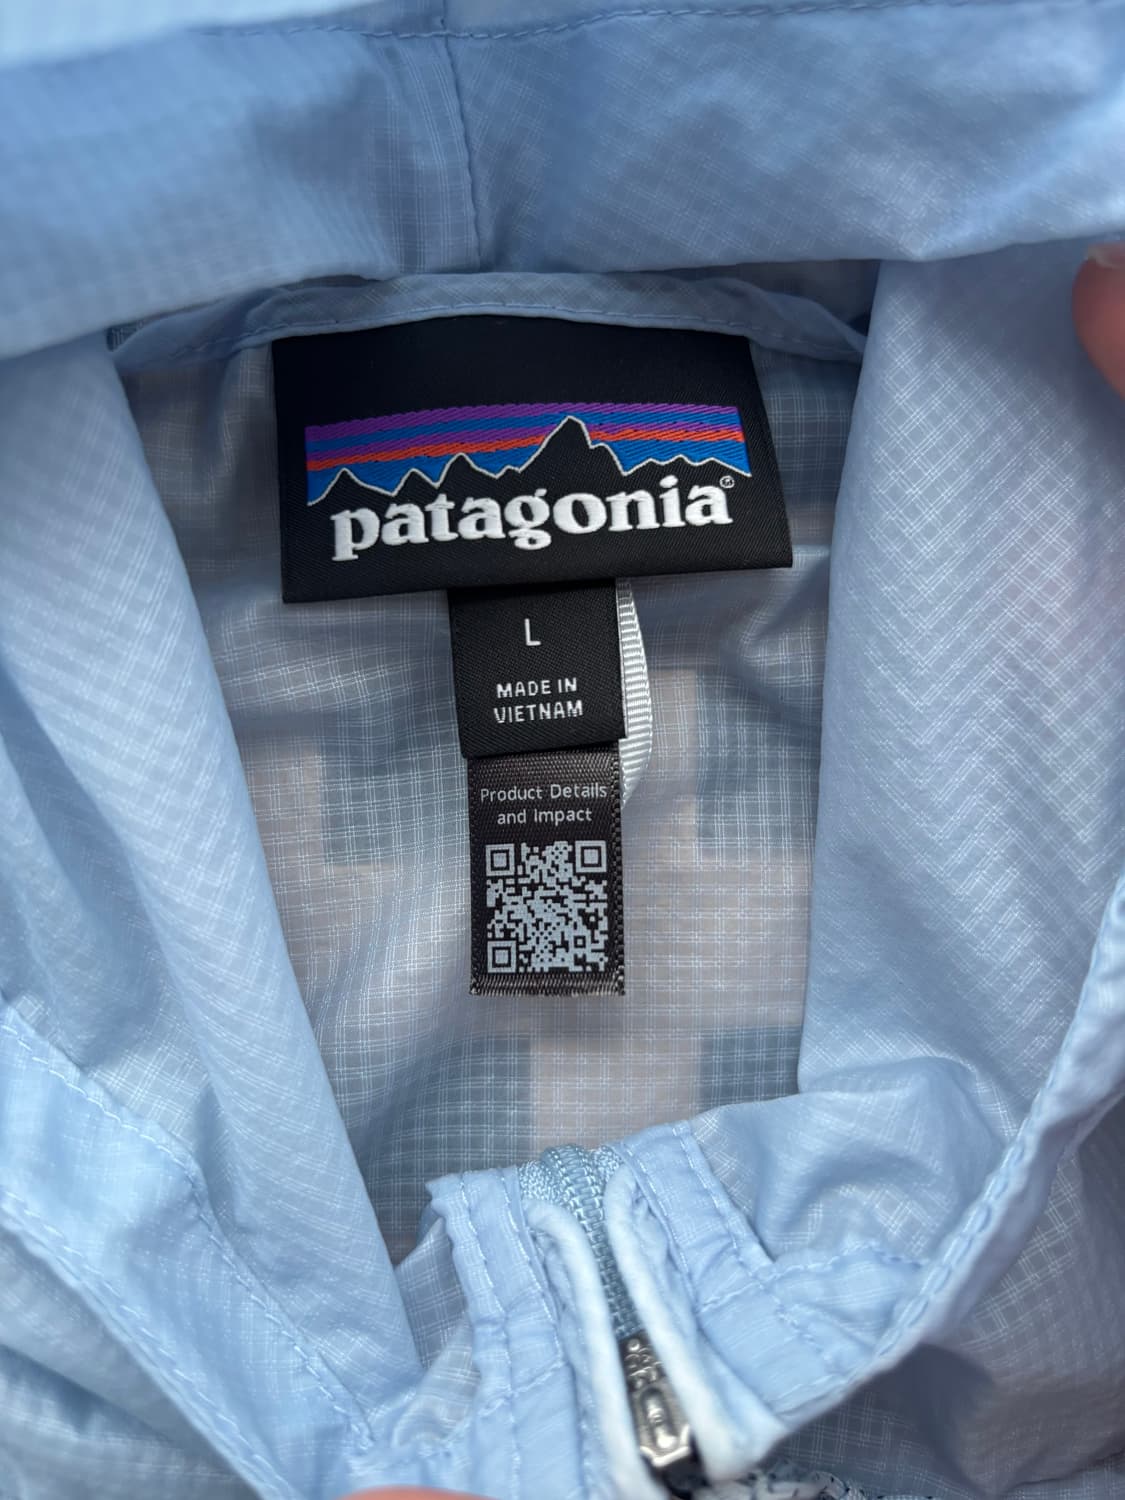 patagonia®
L
MADE IN
VIETNAM
Product Details
and Impact